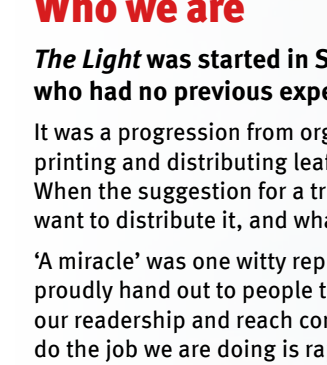 Who we are
The Light was started in S
who had no previous expe
It was a progression from org
printing and distributing leaf
When the suggestion for a tr
want to distribute it, and wha
‘A miracle’ was one witty rep
proudly hand out to people t
our readership and reach con
do the job we are doing is ra